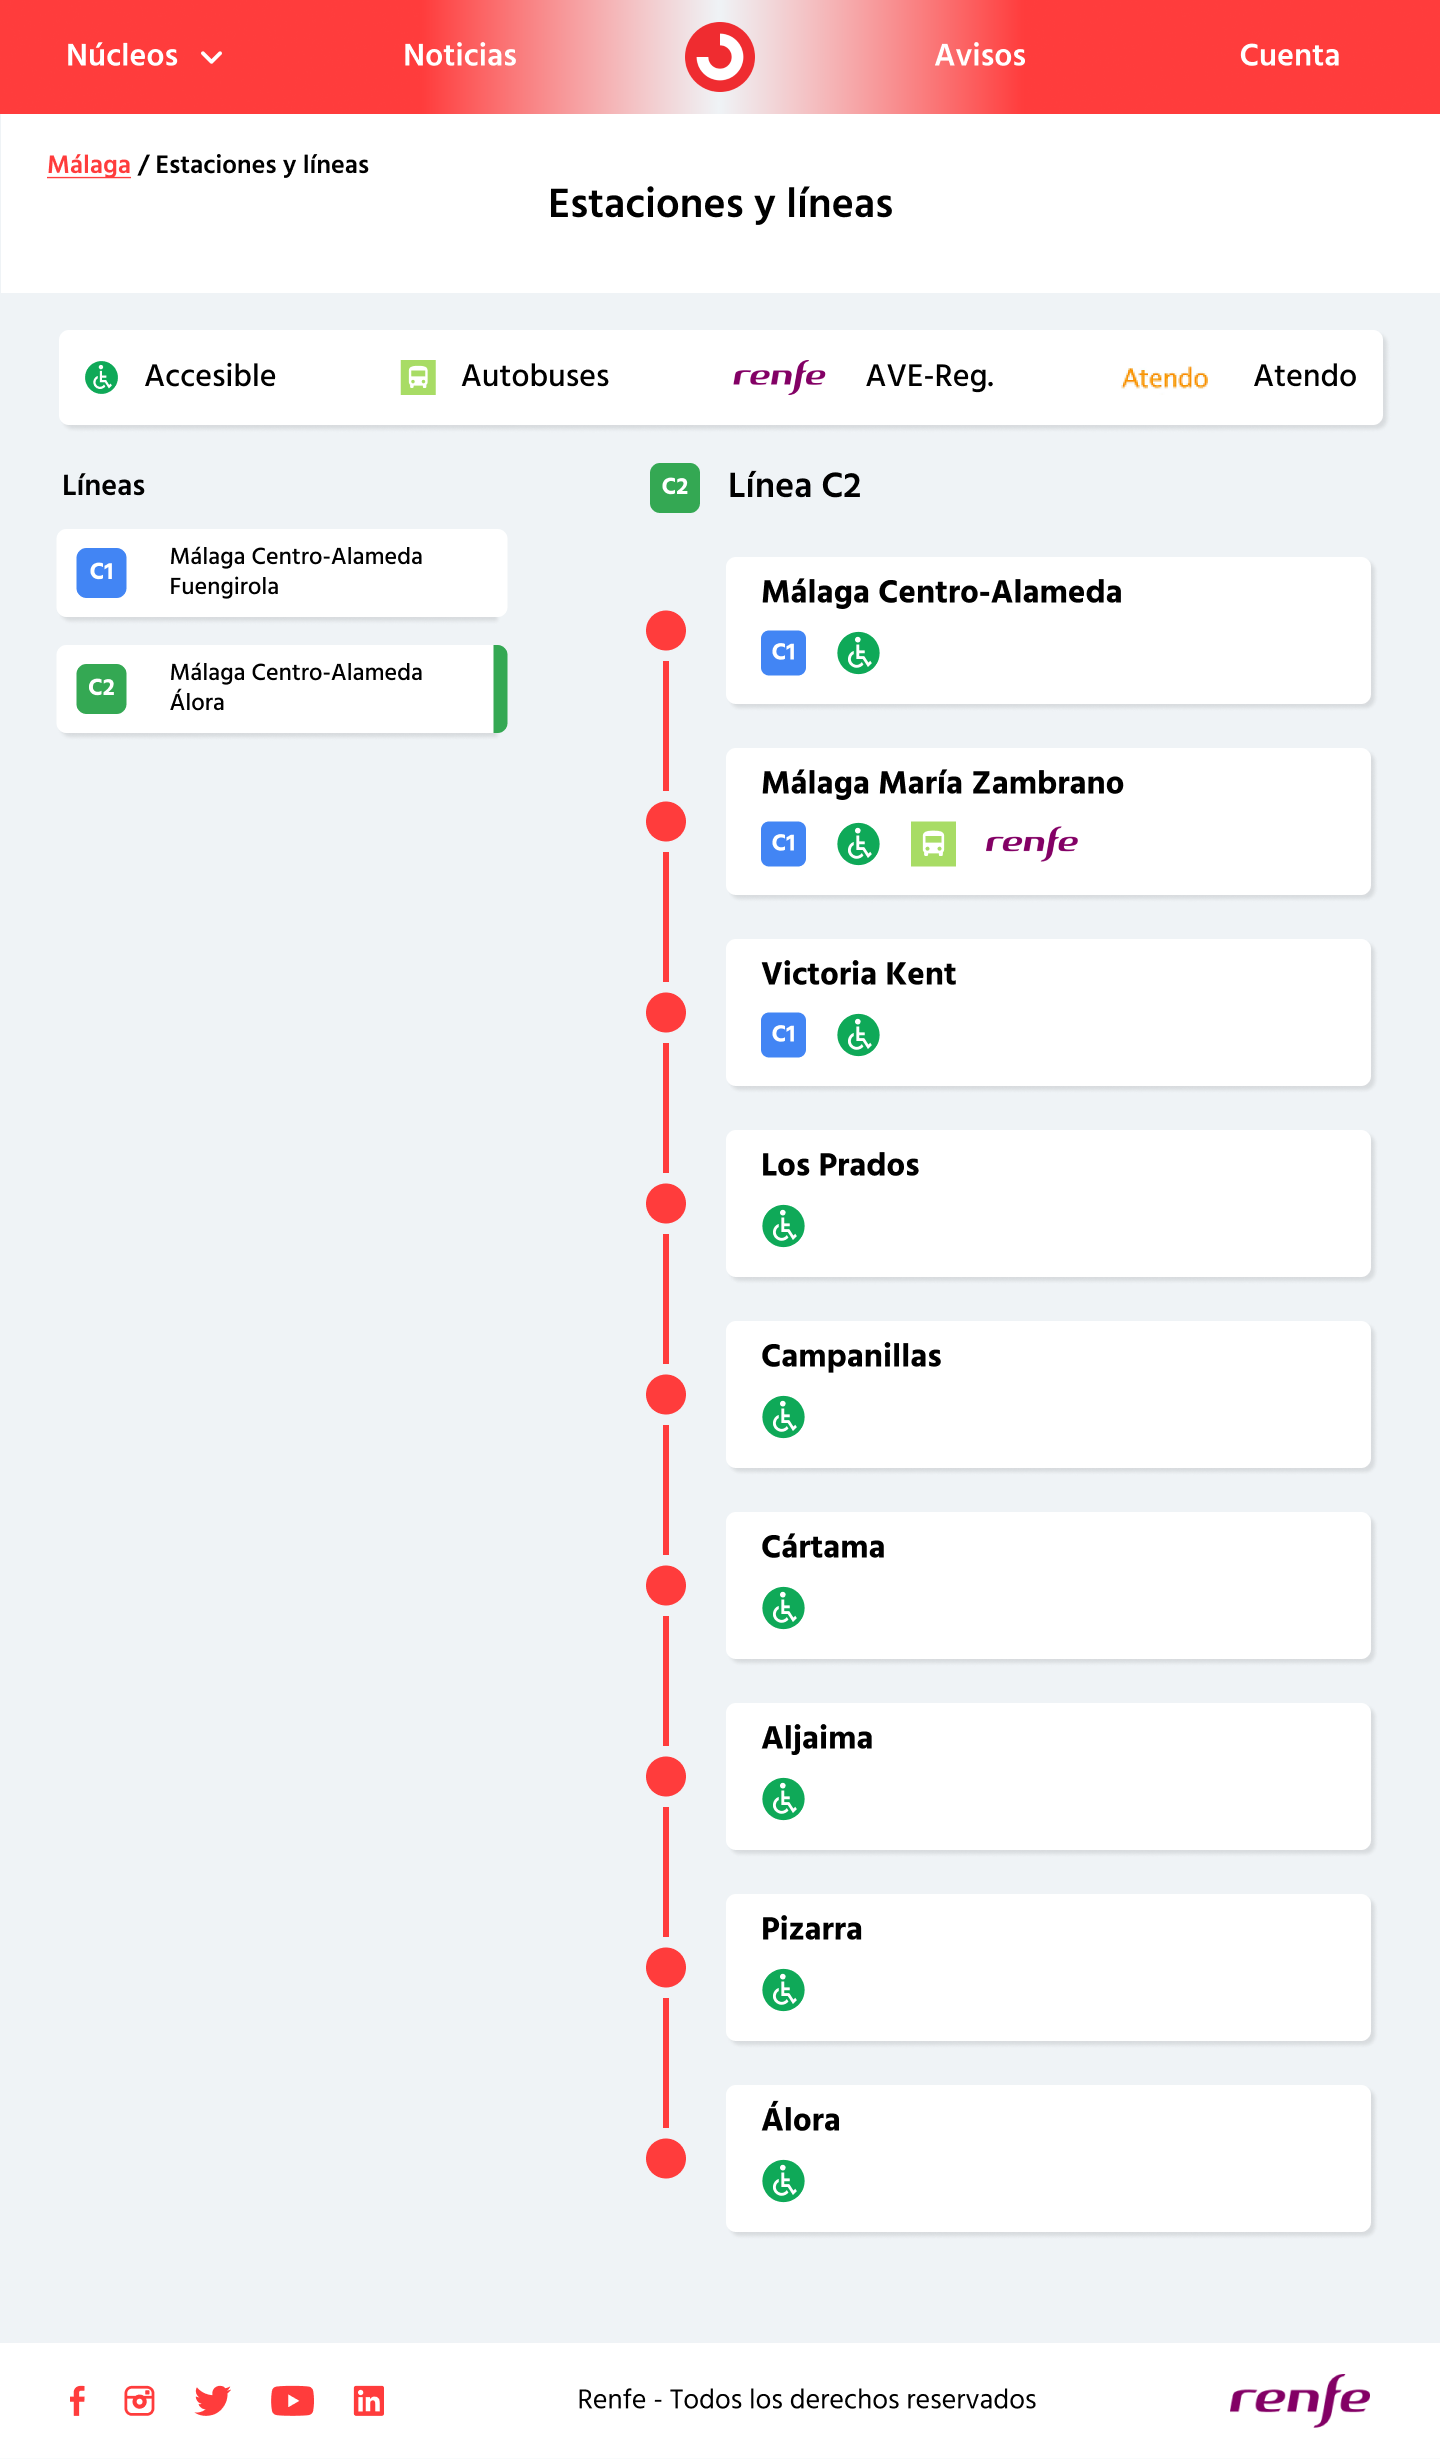 Núcleos
Noticias
Avisos
Cuenta
Málaga / Estaciones y líneas
Estaciones y líneas
Accesible
Autobuses
renfe
AVE-Reg.
Atendo
Atendo
Líneas
C1
Málaga Centro-Alameda
Fuengirola
C2
Málaga Centro-Alameda
Álora
C2
Línea C2
Málaga Centro-Alameda
C1
Málaga María Zambrano
C1
renfe
Victoria Kent
C1
Los Prados
Campanillas
Cártama
Aljaima
Pizarra
Álora
Renfe - Todos los derechos reservados
renfe